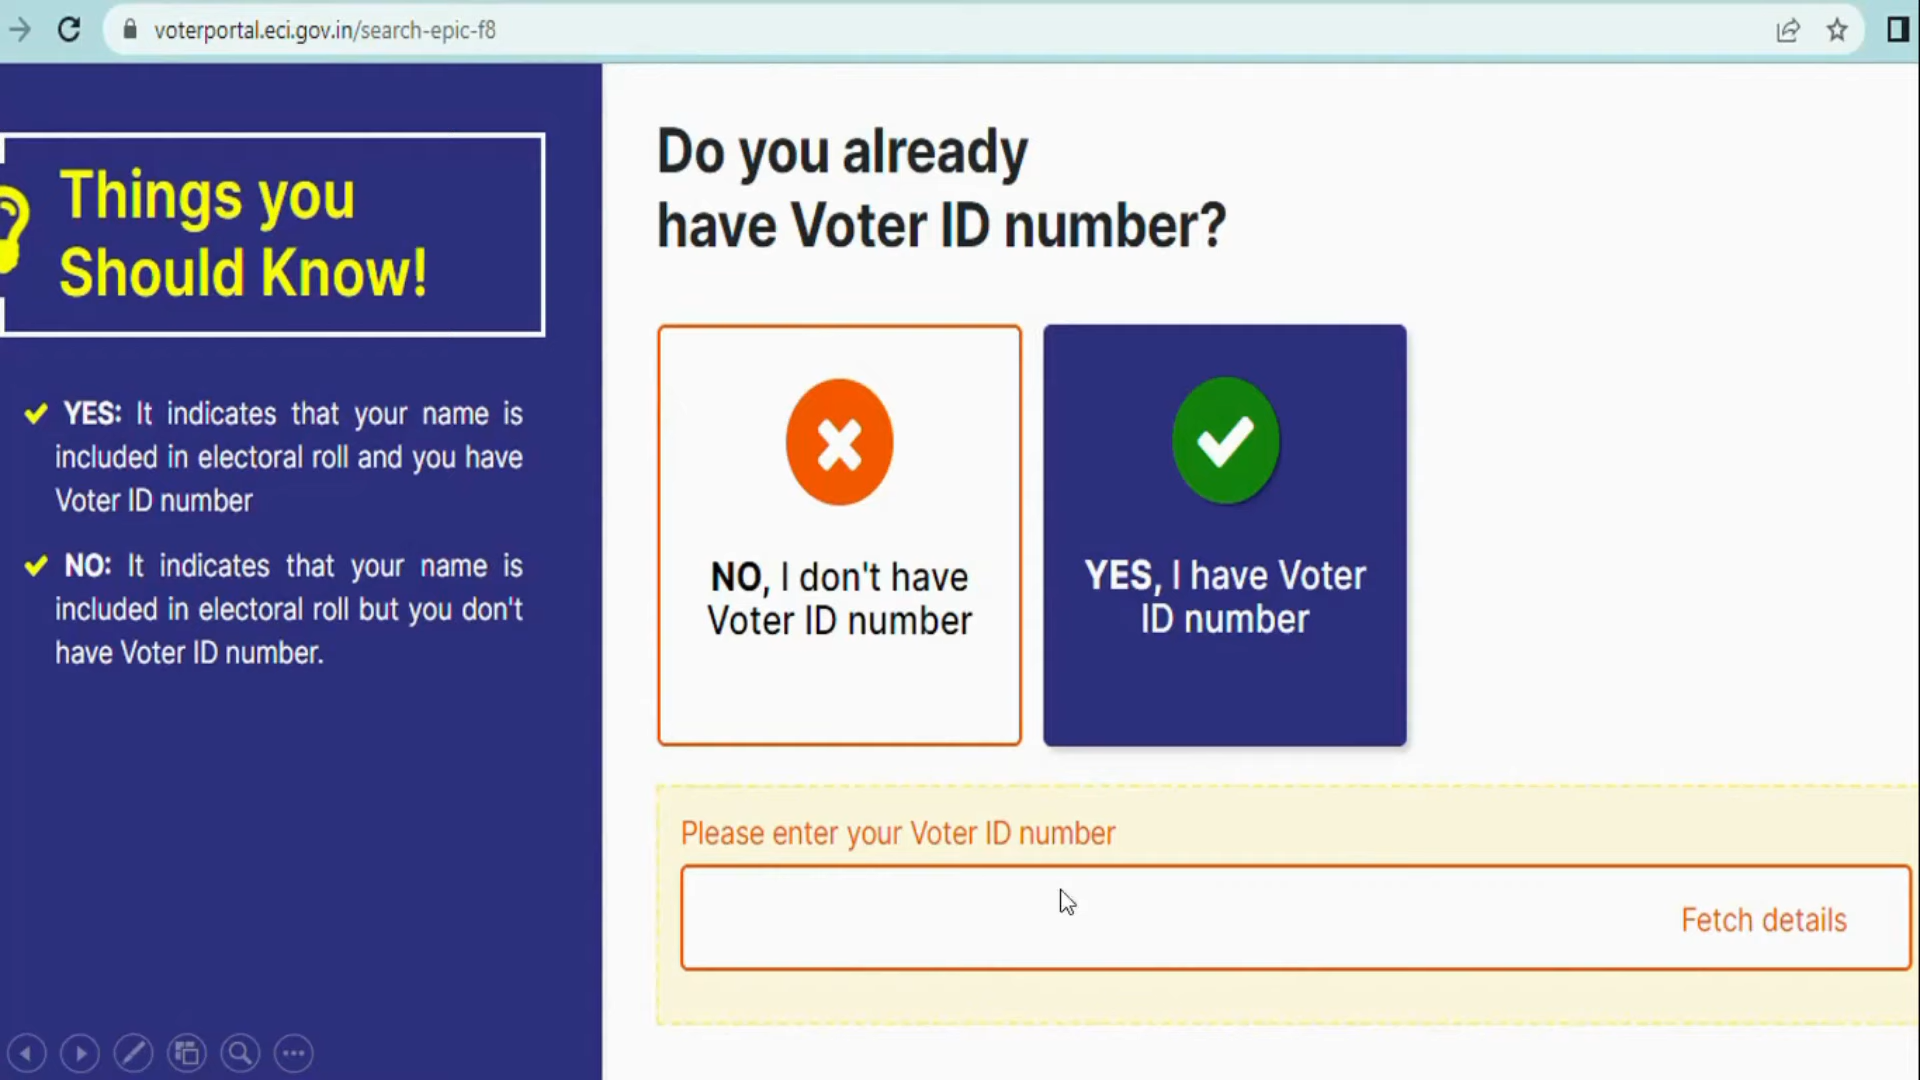 voterportal.eci.gov.in/search-epic-f8
Things you
Should Know!
YES: It indicates that your name is
included in electoral roll and you have
Voter ID number
NO: It indicates that your name is
included in electoral roll but you don't
have Voter ID number.
Do you already
have Voter ID number?
NO, I don't have
Voter ID number
YES, I have Voter
ID number
Please enter your Voter ID number
Fetch details